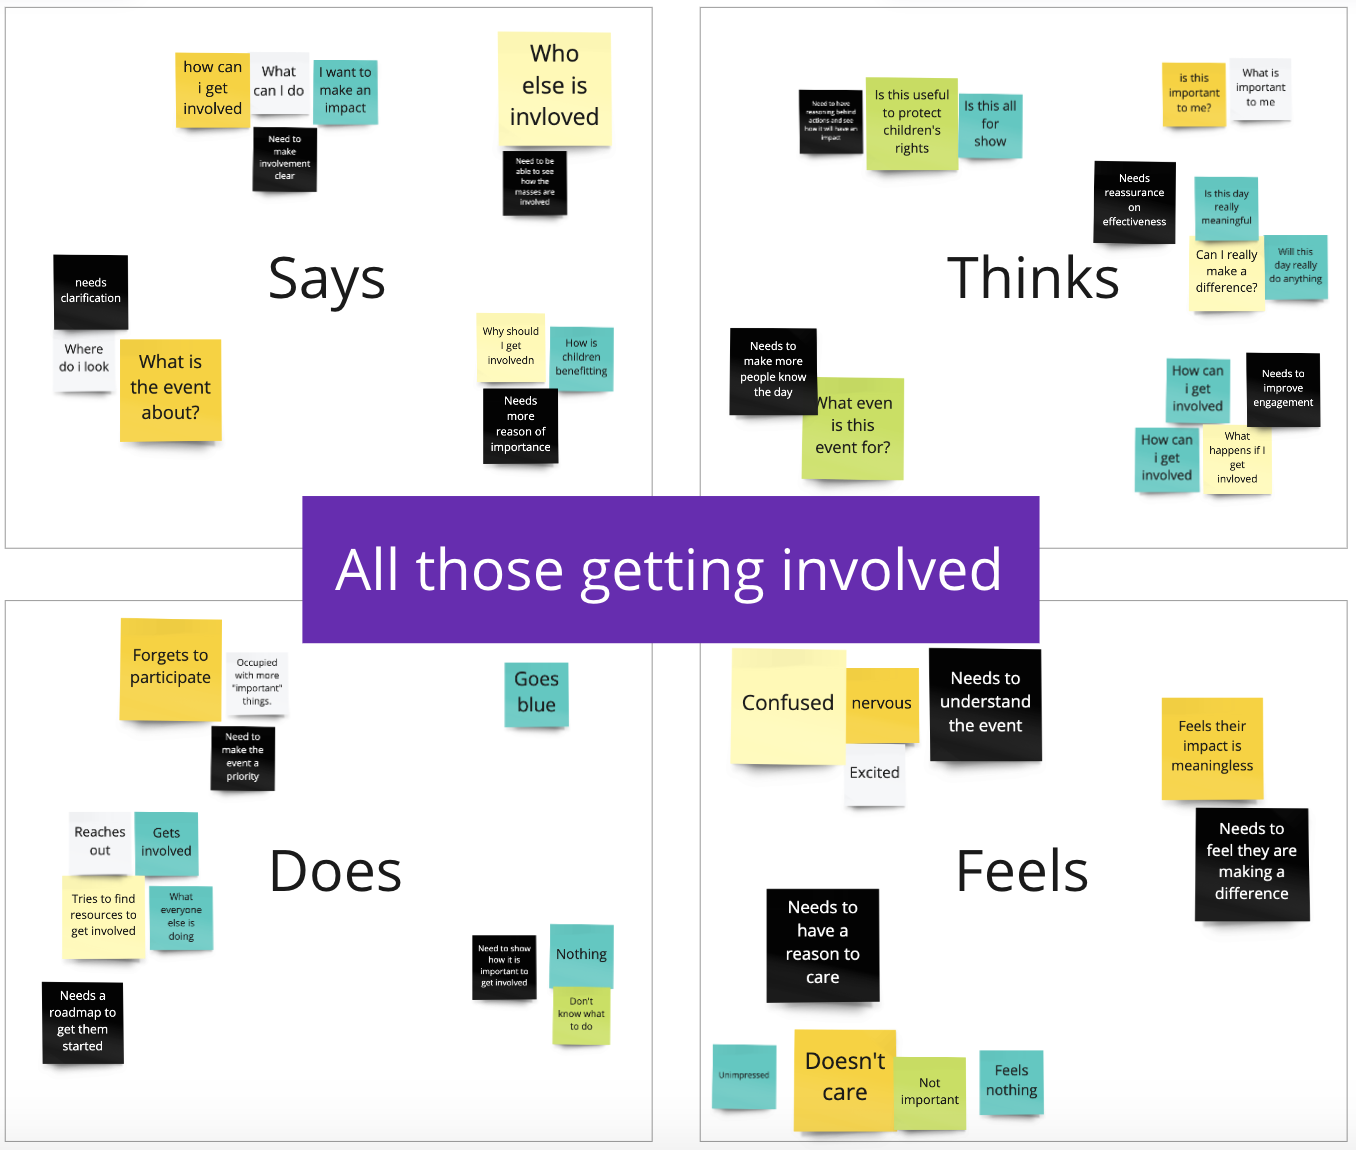 how can
i get
involved
What
can I do
I want to
make an
impact
Need to
make
involvement
clear
Who
else is
invloved
Need to be
able to see
how the
masses are
involved
needs
clarification
Where
do i look
What is
the event
about?
Says
Why should
I get
involvedn
How is
children
benefitting
Needs
more
reason of
importance
Need to have
reasoning behind
actions and see
how it will have an
impact
Is this useful
to protect
children's
rights
Is this all
for
show
is this
important
to me?
What is
important
to me
Needs
reassurance
on
effectiveness
Is this day
really
meaningful
Can I really
make a
difference?
Will this
day really
do anything
Thinks
Needs to
make more
people know
the day
What even
is this
event for?
How can
i get
involved
Needs to
improve
engagement
How can
i get
involved
What
happens if I
get
invloved
All those getting involved
Forgets to
participate
Occupied
with more
"important"
things.
Need to
make the
event a
priority
Goes
blue
Reaches
out
Gets
involved
Tries to find
resources to
get involved
What
everyone
else is
doing
Does
Needs a
roadmap to
get them
started
Need to show
how it is
important to
get involved
Nothing
Don't
know what
to do
Confused
nervous
Excited
Needs to
understand
the event
Feels their
impact is
meaningless
Needs to
feel they are
making a
difference
Feels
Needs to
have a
reason to
care
Unimpressed
Doesn't
care
Not
important
Feels
nothing